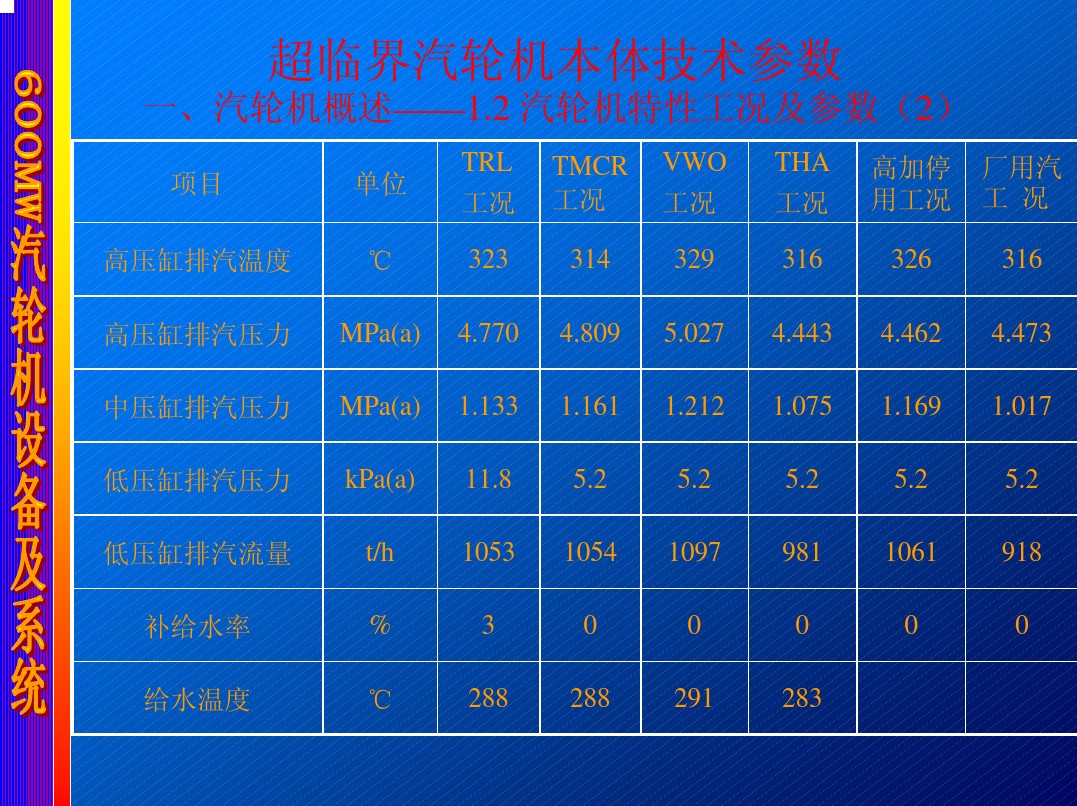 600MW汽轮机设备及系统
超临界汽轮机本体技术参数
一、汽轮机概述——1.2 汽轮机特性工况及参数（2）
项目 单位 TRL TMCR VWO THA 高加停 厂用汽
工况 工况 工况 工况 用工况 工 况
高压缸排汽温度 ℃ 323 314 329 316 326 316
高压缸排汽压力 MPa(a) 4.770 4.809 5.027 4.443 4.462 4.473
中压缸排汽压力 MPa(a) 1.133 1.161 1.212 1.075 1.169 1.017
低压缸排汽压力 kPa(a) 11.8 5.2 5.2 5.2 5.2 5.2
低压缸排汽流量 t/h 1053 1054 1097 981 1061 918
补给水率 % 3 0 0 0 0 0
给水温度 ℃ 288 288 291 283